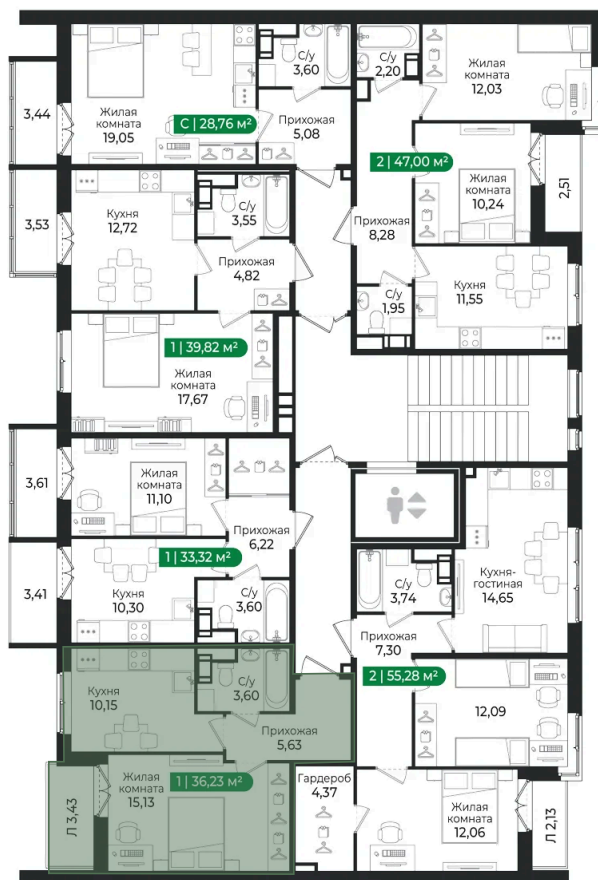 С/у
3,60
С/у
2,20
Жилая
комната
12,03
3,44
Жилая
комната
19,05
С | 28,76 м²
Прихожая
5,08
2 | 47,00 м²
Жилая
комната
10,24
2,51
3,53
Кухня
12,72
С/у
3,55
Прихожая
8,28
Прихожая
4,82
С/у
1,95
Кухня
11,55
1 | 39,82 м²
Жилая
комната
17,67
3,61
Жилая
комната
11,10
Прихожая
6,22
1 | 33,32 м²
3,41
Кухня
10,30
С/у
3,60
С/у
3,74
Кухня-
гостиная
14,65
Прихожая
7,30
2 | 55,28 м²
Кухня
10,15
С/у
3,60
Прихожая
5,63
12,09
Л 3,43
Жилая
комната
15,13
1 | 36,23 м²
Гардероб
4,37
Жилая
комната
12,06
Л 2,13